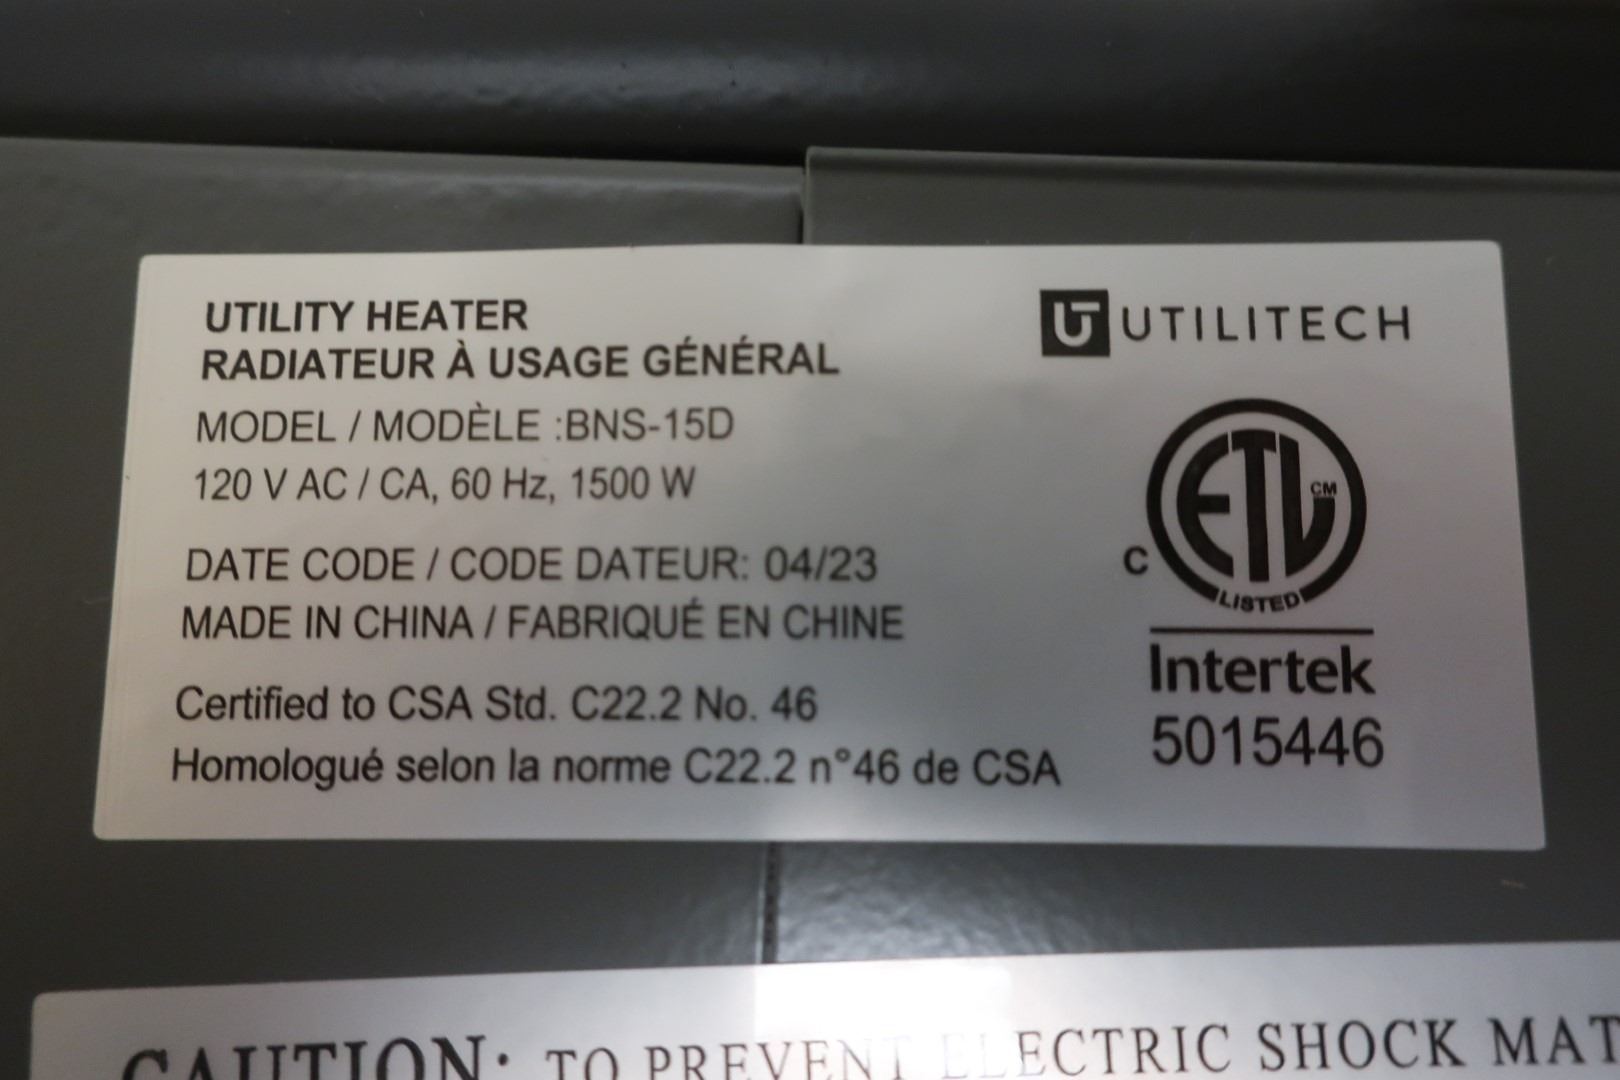 UTILITY HEATER
RADIATEUR À USAGE GÉNÉRAL
MODEL / MODÈLE :BNS-15D
120 V AC / CA, 60 Hz, 1500 W
DATE CODE / CODE DATEUR: 04/23
MADE IN CHINA / FABRIQUÉ EN CHINE
Certified to CSA Std. C22.2 No. 46
Homologué selon la norme C22.2 n°46 de CSA
UT UTILITECH
ETL CM
C
LISTED
Intertek
5015446
CAUTION: TO PREVENT ELECTRIC SHOCK MAT